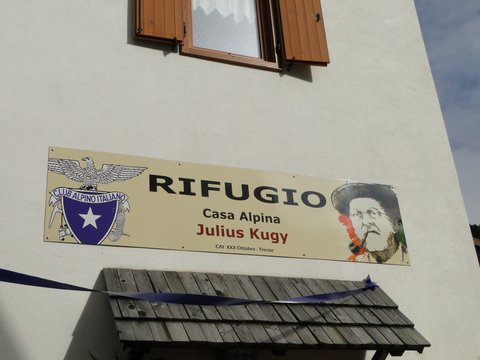 CLUB ALPINO ITALIANO
RIFUGIO
Casa Alpina
Julius Kugy
CAI XXX Ottobre - Trieste